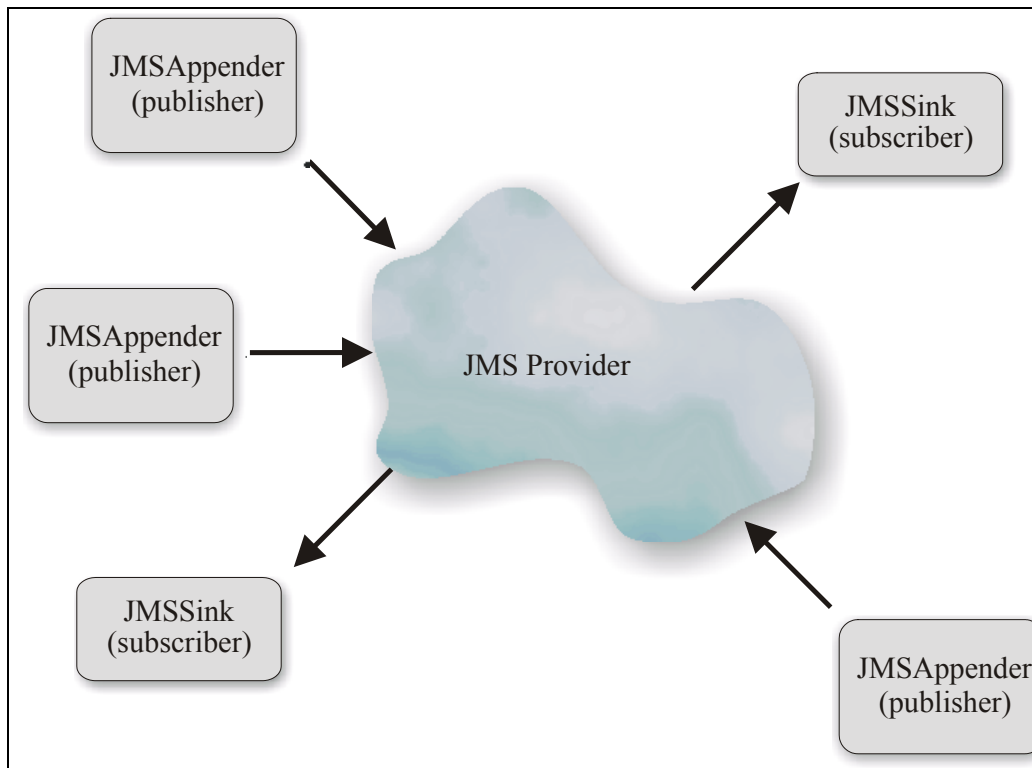 JMSAppender
(publisher)
JMSSink
(subscriber)
JMSAppender
(publisher)
JMS Provider
JMSSink
(subscriber)
JMSAppender
(publisher)